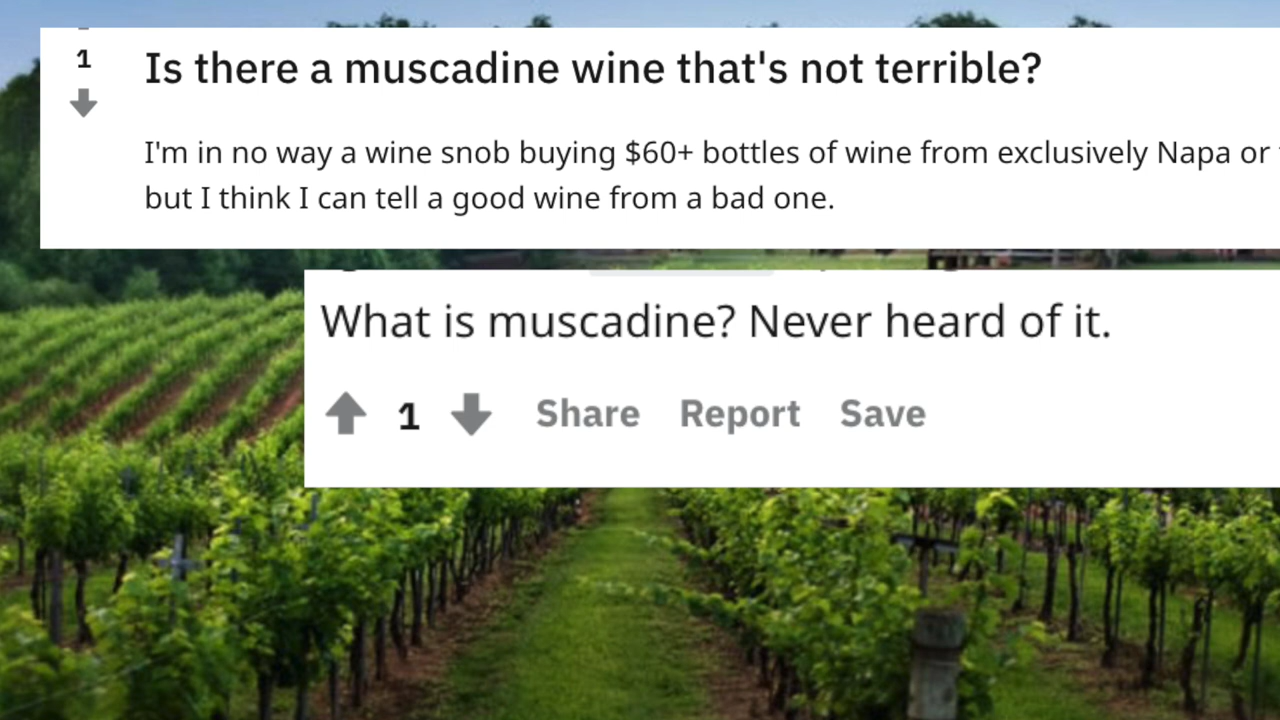 1
Is there a muscadine wine that's not terrible?
I'm in no way a wine snob buying $60+ bottles of wine from exclusively Napa or
but I think I can tell a good wine from a bad one.
What is muscadine? Never heard of it.
1 Share Report Save